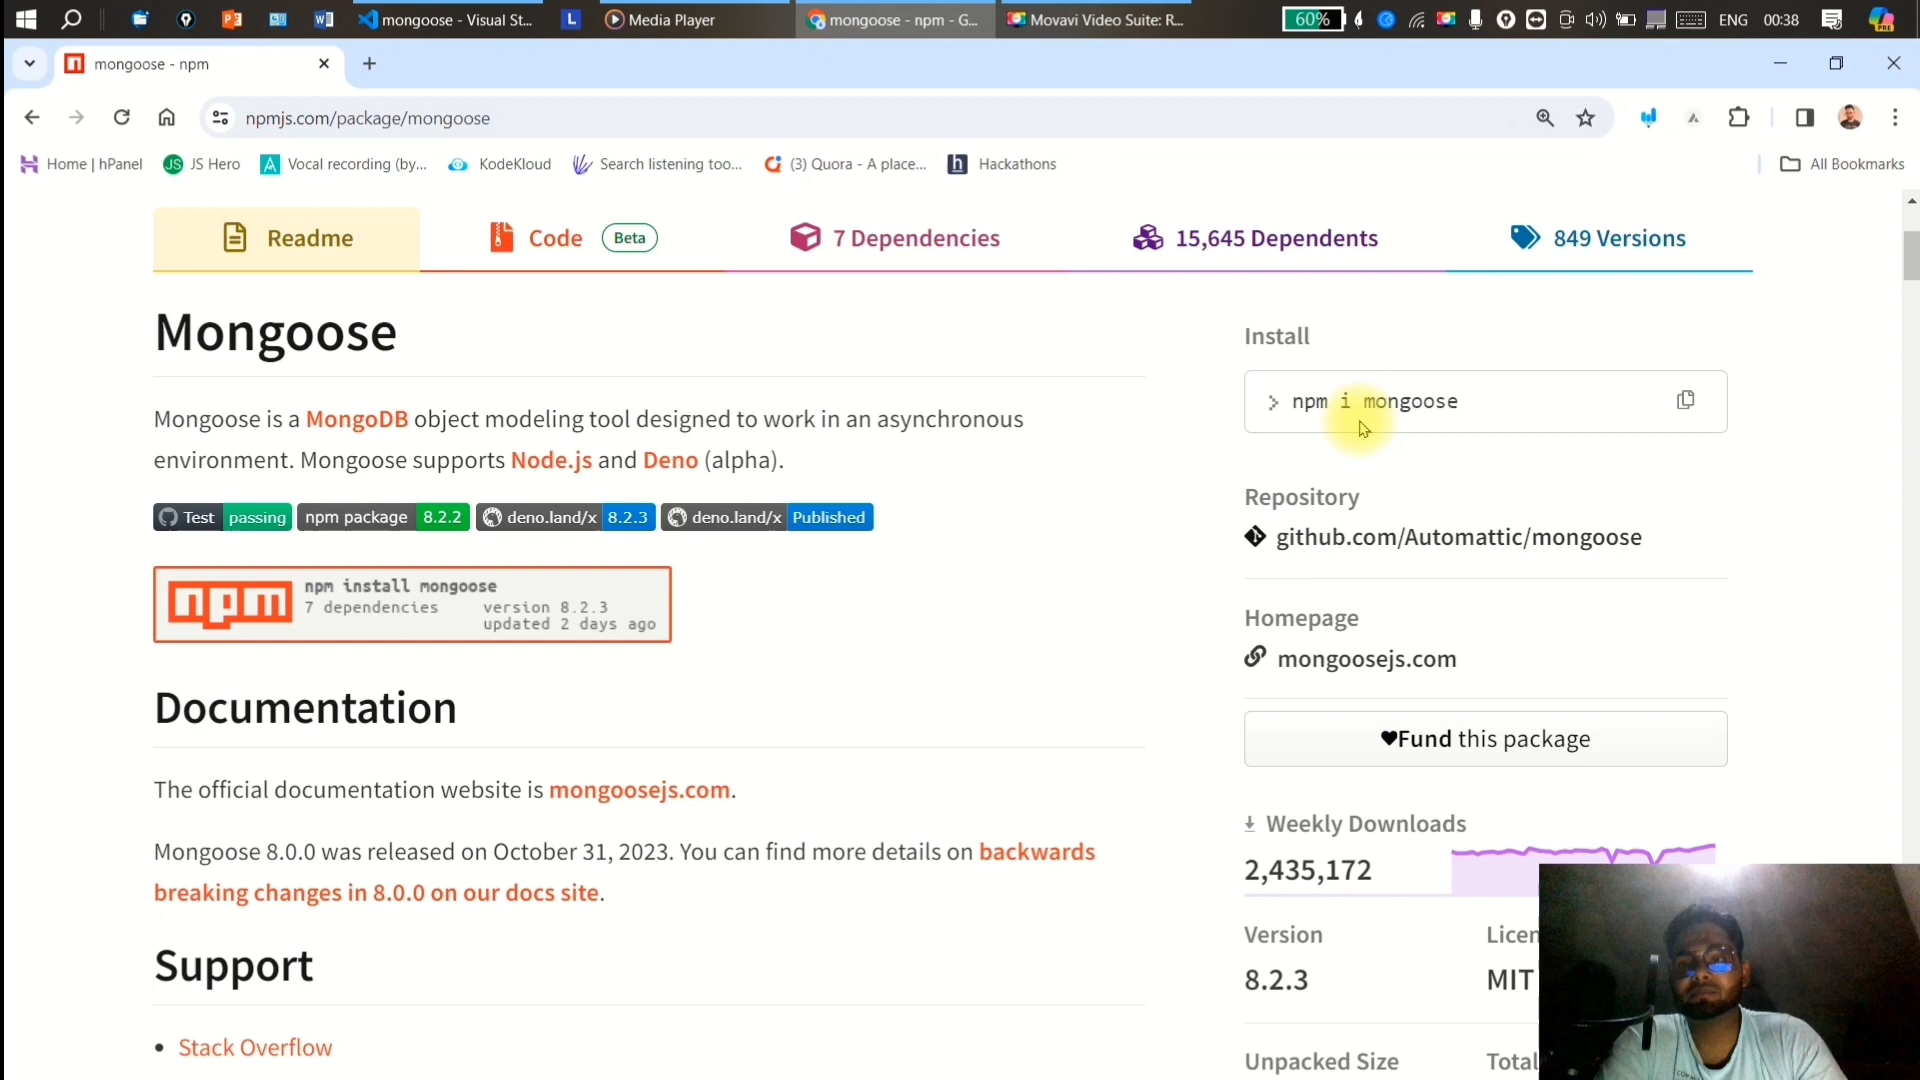 mongoose - Visual St...
L
Media Player
mongoose - npm - G...
Movavi Video Suite: R...
60%
ENG
00:38
mongoose - npm
npmjs.com/package/mongoose
Home | hPanel
JS Hero
Vocal recording (by...
KodeKloud
Search listening too...
(3) Quora - A place...
Hackathons
All Bookmarks
Readme
Code Beta
7 Dependencies
15,645 Dependents
849 Versions
Mongoose
Mongoose is a MongoDB object modeling tool designed to work in an asynchronous
environment. Mongoose supports Node.js and Deno (alpha).
Test passing npm package 8.2.2 deno.land/x 8.2.3 deno.land/x Published
npm
npm install mongoose
7 dependencies version 8.2.3
updated 2 days ago
Documentation
The official documentation website is mongoosejs.com.
Mongoose 8.0.0 was released on October 31, 2023. You can find more details on backwards
breaking changes in 8.0.0 on our docs site.
Support
• Stack Overflow
Install
> npm i mongoose
Repository
github.com/Automattic/mongoose
Homepage
mongoosejs.com
Fund this package
Weekly Downloads
2,435,172
Version
8.2.3
Licen
MIT
Unpacked Size
Total